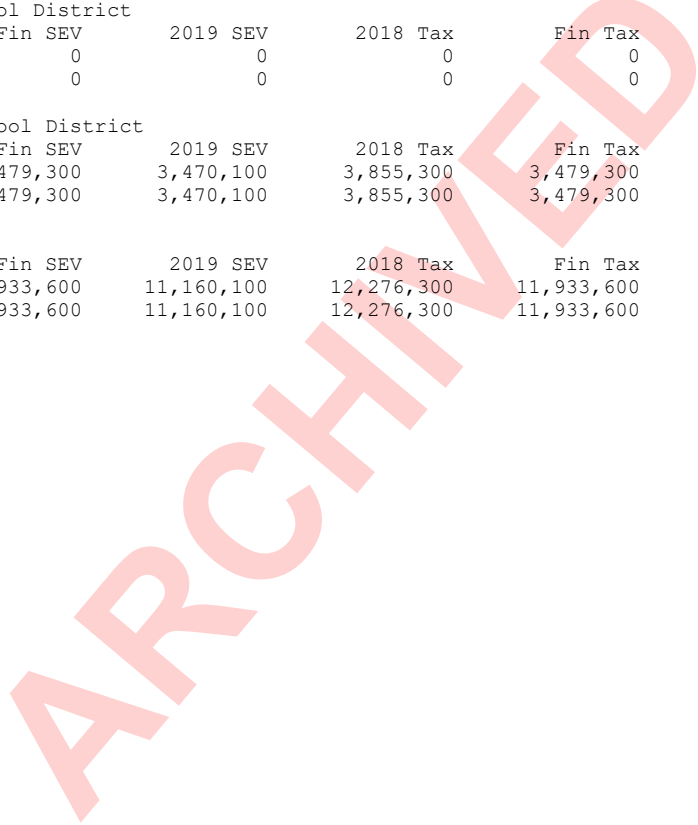 ol District
Fin SEV 2019 SEV 2018 Tax Fin Tax
0 0 0 0
0 0 0 0
ool District
Fin SEV 2019 SEV 2018 Tax Fin Tax
479,300 3,470,100 3,855,300 3,479,300
479,300 3,470,100 3,855,300 3,479,300
Fin SEV 2019 SEV 2018 Tax Fin Tax
933,600 11,160,100 12,276,300 11,933,600
933,600 11,160,100 12,276,300 11,933,600
ARCHIVED